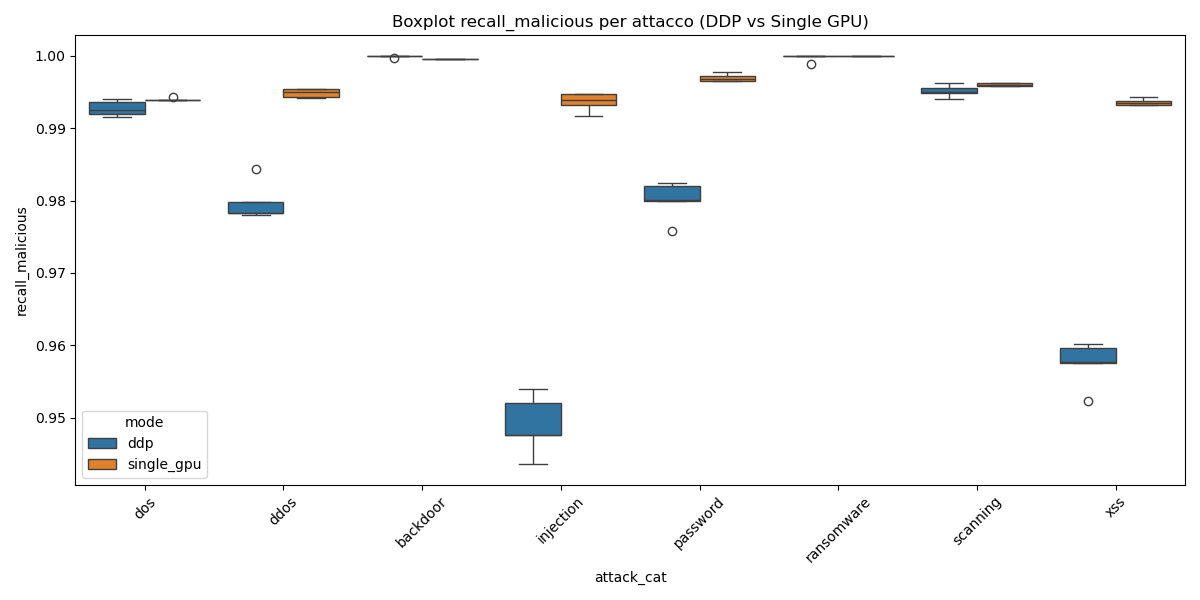 Boxplot recall_malicious per attacco (DDP vs Single GPU)
recall_malicious
1.00
0.99
0.98
0.97
0.96
0.95
mode
ddp
single_gpu
dos
ddos
backdoor
injection
password
ransomware
scanning
xss
attack_cat